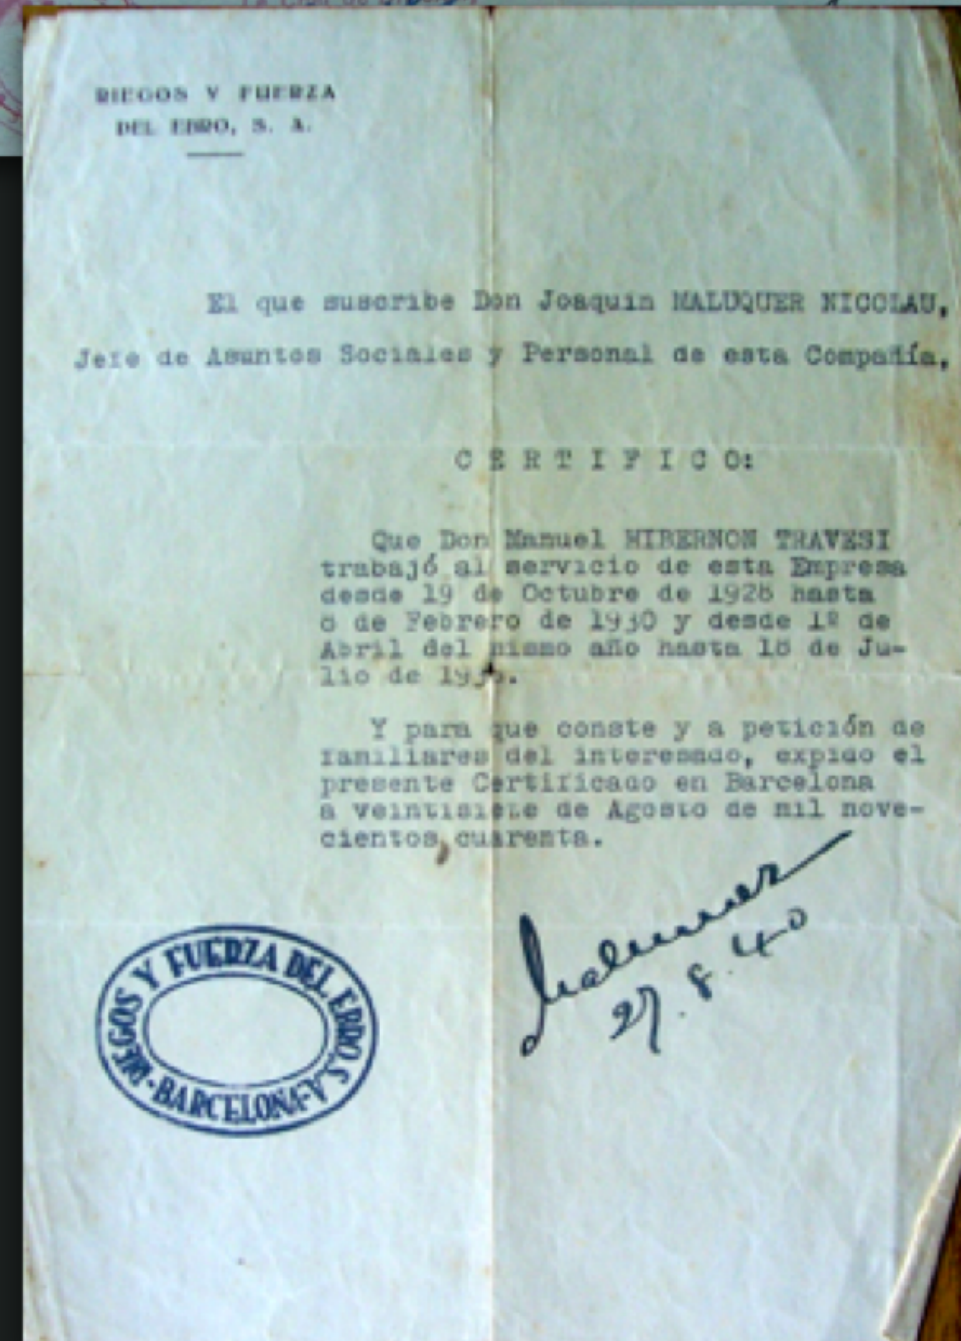 RIEGOS Y FUERZA
DEL EBRO, S. A.
El que suscribe Don Joaquin MALUQUER NICOLAU,
Jefe de Asuntos Sociales y Personal de esta Compañía,
C E R T I F I C O:
Que Don Manuel HIBERNON TRAVESI
trabajó al servicio de esta Empresa
desde 19 de Octubre de 1928 hasta
8 de Febrero de 1930 y desde 1º de
Abril del mismo año hasta 18 de Ju-
lio de
Y para que conste y a petición de
familiares del interesado, expido el
presente Certificado en Barcelona
a veintisiete de Agosto de mil nove-
cientos cuarenta.
Maluquer
27.8.40
RIEGOS Y FUERZA DEL EBRO, S.A.-BARCELONA-